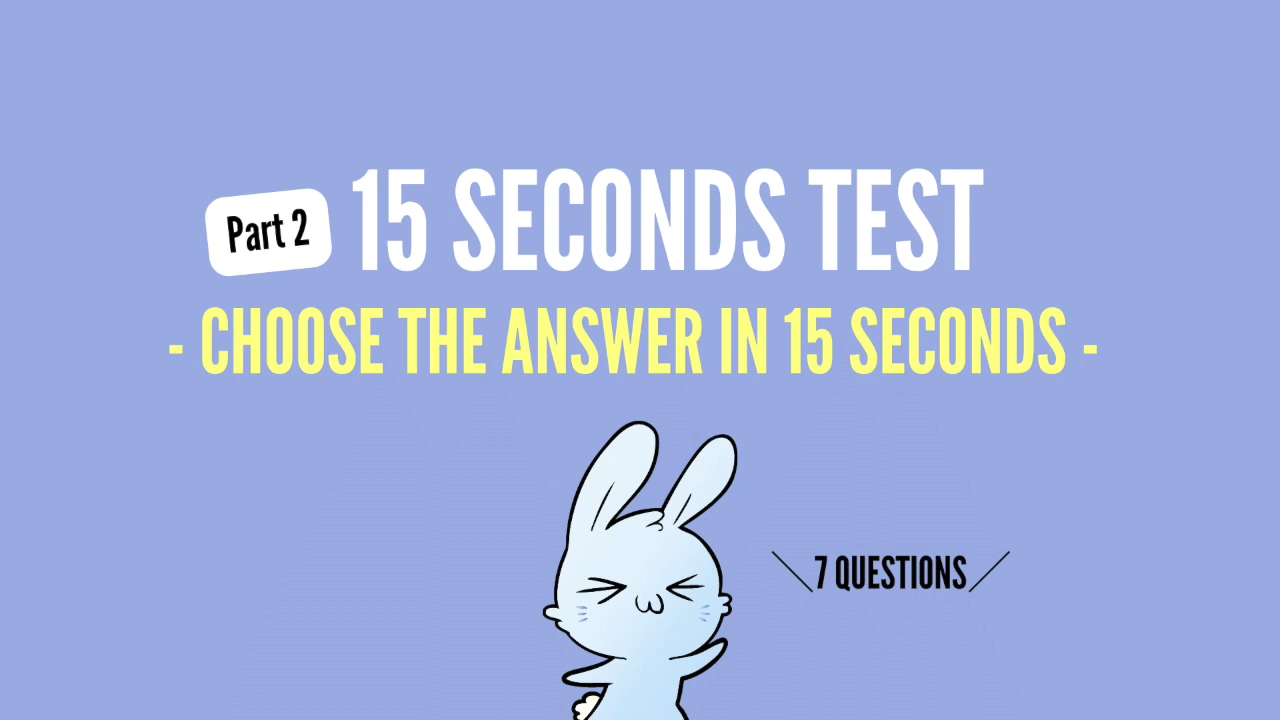 Part 2
15 SECONDS TEST
- CHOOSE THE ANSWER IN 15 SECONDS -
7 QUESTIONS